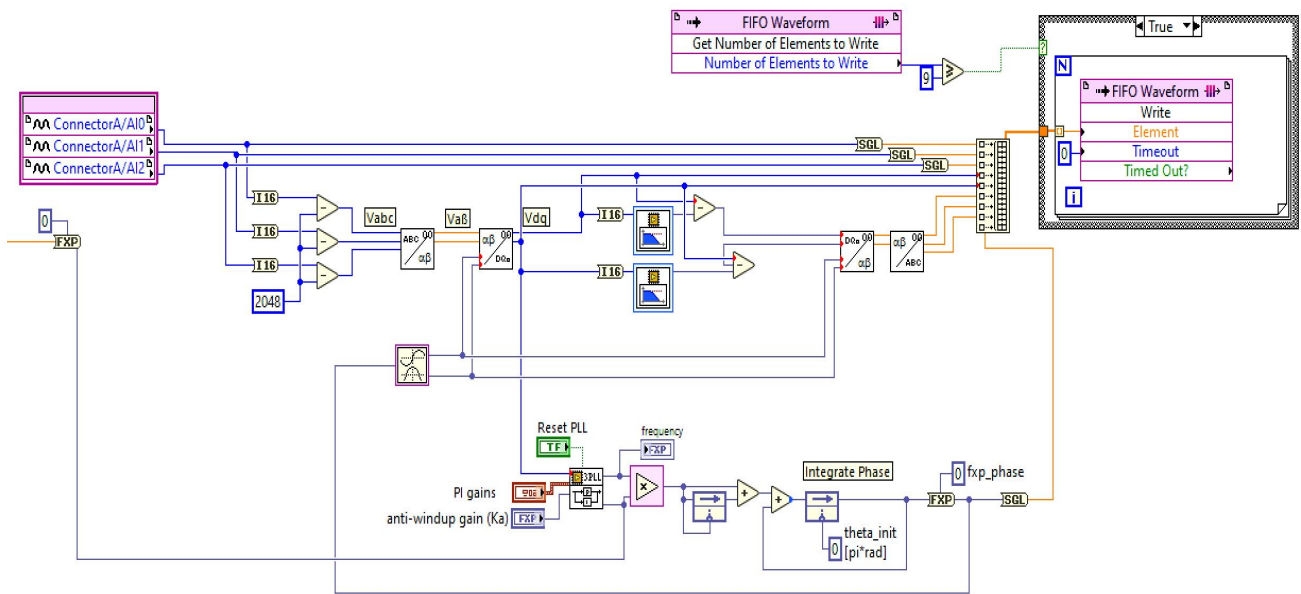 FIFO Waveform
Get Number of Elements to Write
Number of Elements to Write
9
≥
True
?
N
FIFO Waveform
Write
Element
Timeout
0
Timed Out?
i
ConnectorA/AI0
ConnectorA/AI1
ConnectorA/AI2
SGL
SGL
SGL
0
FXP
I16
I16
I16
2048
Vabc
Vaß
Vdq
ABC
αβ
αβ
I16
I16
αβ
αβ
ABC
Reset PLL
TF
frequency
FXP
PI gains
3PLL
anti-windup gain (Ka)
FXP
Integrate Phase
0
fxp_phase
FXP
SGL
0
theta_init
[pi*rad]